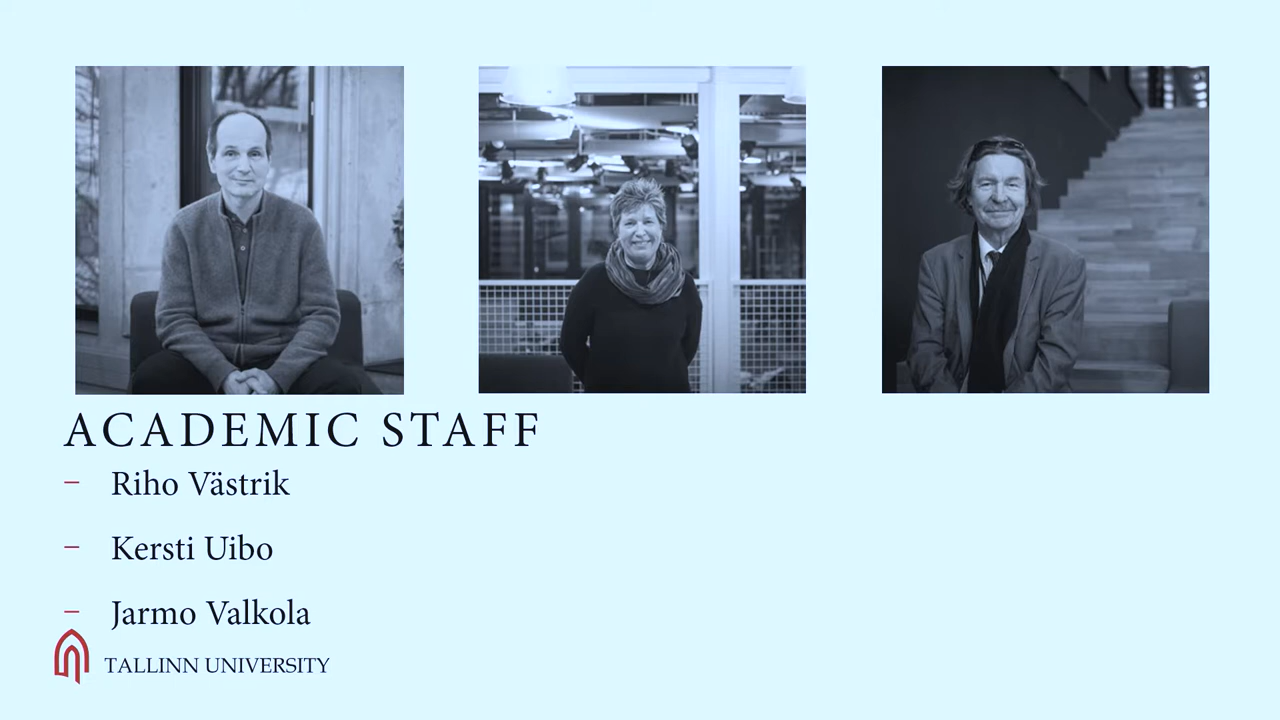 ACADEMIC STAFF
– Riho Västrik
– Kersti Uibo
– Jarmo Valkola
TALLINN UNIVERSITY